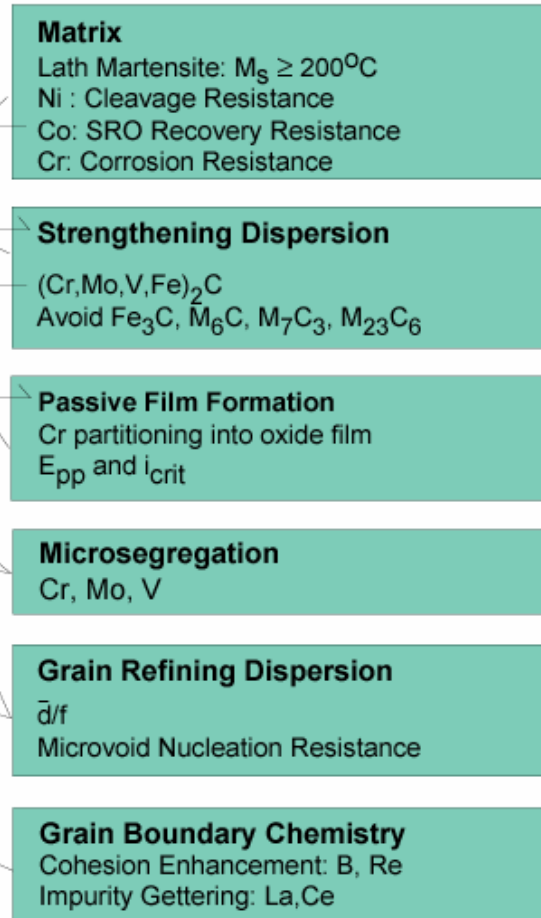 Matrix
Lath Martensite: Mₛ ≥ 200⁰C
Ni : Cleavage Resistance
Co: SRO Recovery Resistance
Cr: Corrosion Resistance
Strengthening Dispersion
(Cr,Mo,V,Fe)₂C
Avoid Fe₃C, M₆C, M₇C₃, M₂₃C₆
Passive Film Formation
Cr partitioning into oxide film
Epp and icrit
Microsegregation
Cr, Mo, V
Grain Refining Dispersion
d̄/f
Microvoid Nucleation Resistance
Grain Boundary Chemistry
Cohesion Enhancement: B, Re
Impurity Gettering: La,Ce